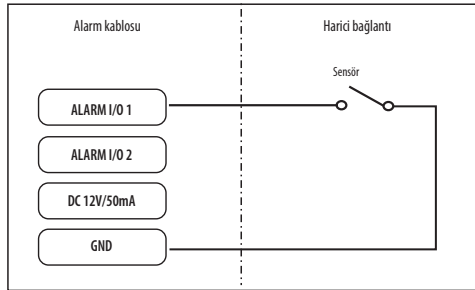 Alarm kablosu
Harici bağlantı
Sensör
ALARM I/O 1
ALARM I/O 2
DC 12V/50mA
GND